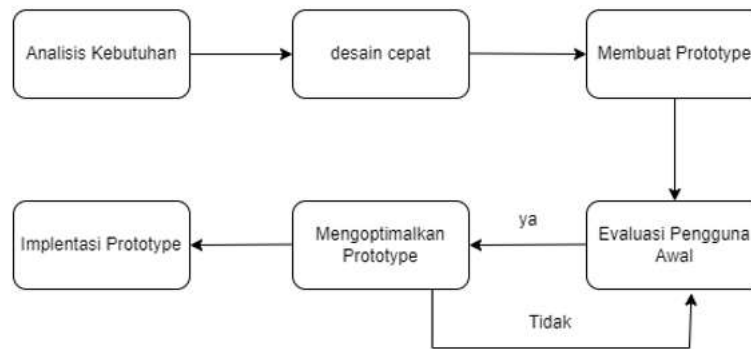 Analisis Kebutuhan
desain cepat
Membuat Prototype
Evaluasi Pengguna
Awal
ya
Mengoptimalkan
Prototype
Implentasi Prototype
Tidak